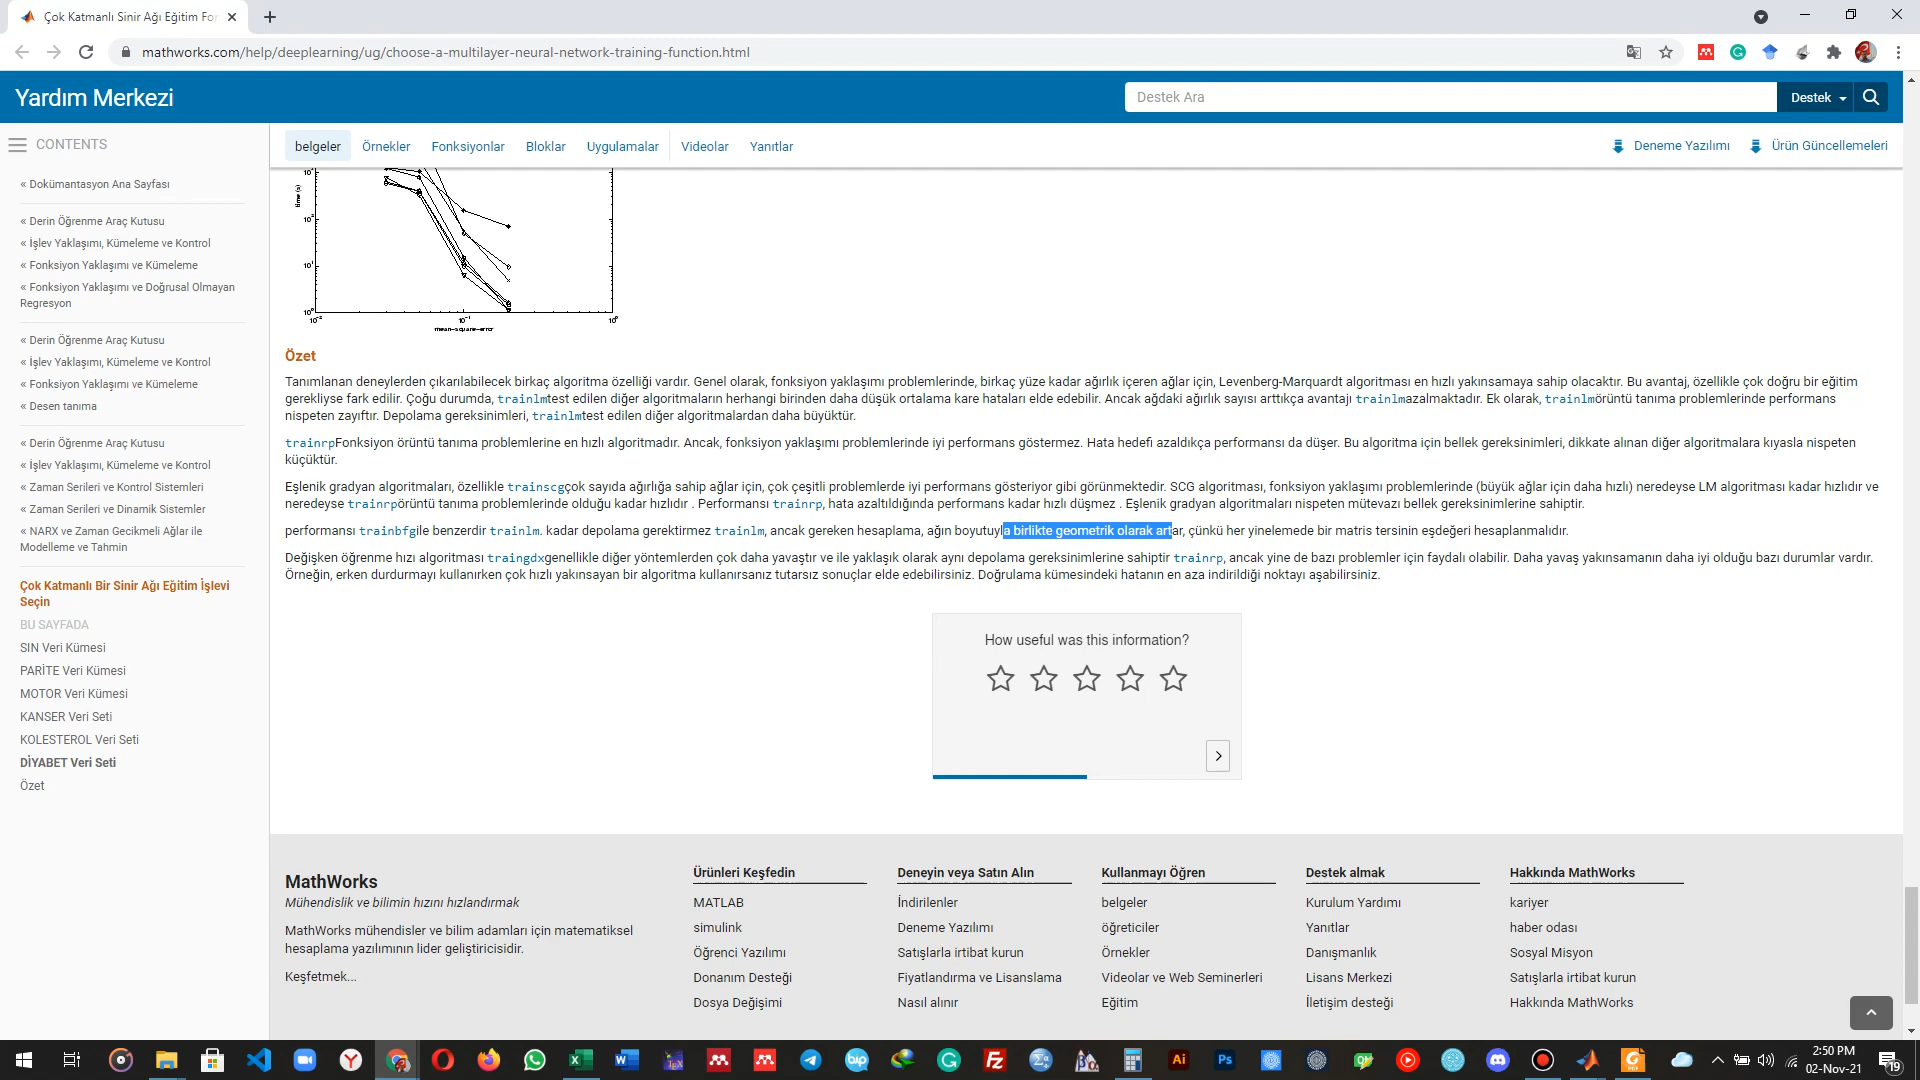 Çok Katmanlı Sinir Ağı Eğitim For
mathworks.com/help/deeplearning/ug/choose-a-multilayer-neural-network-training-function.html
Yardım Merkezi
Destek Ara
Destek
CONTENTS
belgeler Örnekler Fonksiyonlar Bloklar Uygulamalar Videolar Yanıtlar
Deneme Yazılımı Ürün Güncellemeleri
« Dokümantasyon Ana Sayfası
« Derin Öğrenme Araç Kutusu
« İşlev Yaklaşımı, Kümeleme ve Kontrol
« Fonksiyon Yaklaşımı ve Kümeleme
« Fonksiyon Yaklaşımı ve Doğrusal Olmayan
Regresyon
« Derin Öğrenme Araç Kutusu
« İşlev Yaklaşımı, Kümeleme ve Kontrol
« Fonksiyon Yaklaşımı ve Kümeleme
« Desen tanıma
« Derin Öğrenme Araç Kutusu
« İşlev Yaklaşımı, Kümeleme ve Kontrol
« Zaman Serileri ve Kontrol Sistemleri
« Zaman Serileri ve Dinamik Sistemler
« NARX ve Zaman Gecikmeli Ağlar ile
Modelleme ve Tahmin
Çok Katmanlı Bir Sinir Ağı Eğitim İşlevi
Seçin
BU SAYFADA
SIN Veri Kümesi
PARİTE Veri Kümesi
MOTOR Veri Kümesi
KANSER Veri Seti
KOLESTEROL Veri Seti
DİYABET Veri Seti
Özet
time (s)
10²
10¹
10⁰
10⁻² 10⁻¹ 10⁰
mean-square-error
Özet
Tanımlanan deneylerden çıkarılabilecek birkaç algoritma özelliği vardır. Genel olarak, fonksiyon yaklaşımı problemlerinde, birkaç yüze kadar ağırlık içeren ağlar için, Levenberg-Marquardt algoritması en hızlı yakınsamaya sahip olacaktır. Bu avantaj, özellikle çok doğru bir eğitim
gerekliyse fark edilir. Çoğu durumda, trainlmtest edilen diğer algoritmaların herhangi birinden daha düşük ortalama kare hataları elde edebilir. Ancak ağdaki ağırlık sayısı arttıkça avantajı trainlmazalmaktadır. Ek olarak, trainlmörüntü tanıma problemlerinde performans
nispeten zayıftır. Depolama gereksinimleri, trainlmtest edilen diğer algoritmalardan daha büyüktür.
trainrpFonksiyon örüntü tanıma problemlerine en hızlı algoritmadır. Ancak, fonksiyon yaklaşımı problemlerinde iyi performans göstermez. Hata hedefi azaldıkça performansı da düşer. Bu algoritma için bellek gereksinimleri, dikkate alınan diğer algoritmalara kıyasla nispeten
küçüktür.
Eşlenik gradyan algoritmaları, özellikle trainscgçok sayıda ağırlığa sahip ağlar için, çok çeşitli problemlerde iyi performans gösteriyor gibi görünmektedir. SCG algoritması, fonksiyon yaklaşımı problemlerinde (büyük ağlar için daha hızlı) neredeyse LM algoritması kadar hızlıdır ve
neredeyse trainrpörüntü tanıma problemlerinde olduğu kadar hızlıdır . Performansı trainrp, hata azaltıldığında performans kadar hızlı düşmez . Eşlenik gradyan algoritmaları nispeten mütevazı bellek gereksinimlerine sahiptir.
performansı trainbfgile benzerdir trainlm. kadar depolama gerektirmez trainlm, ancak gereken hesaplama, ağın boyutuyla birlikte geometrik olarak artar, çünkü her yinelemede bir matris tersinin eşdeğeri hesaplanmalıdır.
Değişken öğrenme hızı algoritması traingdxgenellikle diğer yöntemlerden çok daha yavaştır ve ile yaklaşık olarak aynı depolama gereksinimlerine sahiptir trainrp, ancak yine de bazı problemler için faydalı olabilir. Daha yavaş yakınsamanın daha iyi olduğu bazı durumlar vardır.
Örneğin, erken durdurmayı kullanırken çok hızlı yakınsayan bir algoritma kullanırsanız tutarsız sonuçlar elde edebilirsiniz. Doğrulama kümesindeki hatanın en aza indirildiği noktayı aşabilirsiniz.
How useful was this information?
MathWorks
Mühendislik ve bilimin hızını hızlandırmak
MathWorks mühendisler ve bilim adamları için matematiksel
hesaplama yazılımının lider geliştiricisidir.
Keşfetmek...
Ürünleri Keşfedin
MATLAB
simulink
Öğrenci Yazılımı
Donanım Desteği
Dosya Değişimi
Deneyin veya Satın Alın
İndirilenler
Deneme Yazılımı
Satışlarla irtibat kurun
Fiyatlandırma ve Lisanslama
Nasıl alınır
Kullanmayı Öğren
belgeler
öğreticiler
Örnekler
Videolar ve Web Seminerleri
Eğitim
Destek almak
Kurulum Yardımı
Yanıtlar
Danışmanlık
Lisans Merkezi
İletişim desteği
Hakkında MathWorks
kariyer
haber odası
Sosyal Misyon
Satışlarla irtibat kurun
Hakkında MathWorks
2:50 PM
02-Nov-21
19